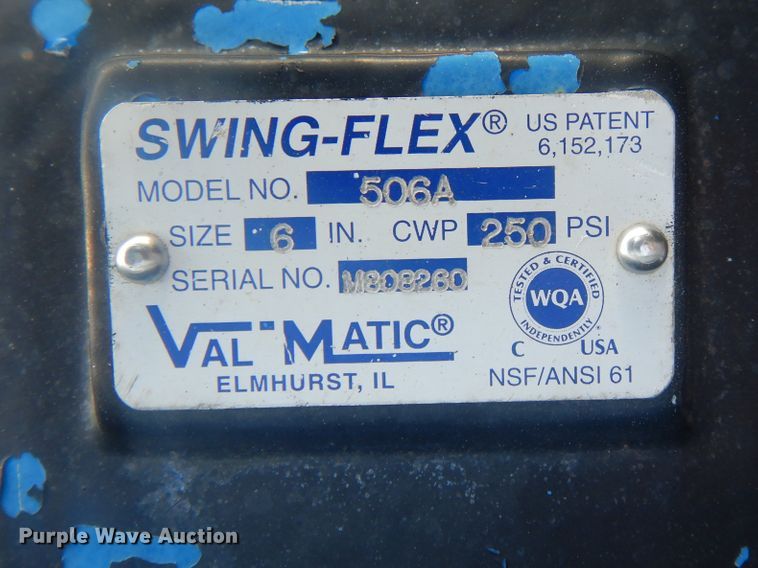 SWING-FLEX® US PATENT
6,152,173
MODEL NO. 506A
SIZE 6 IN. CWP 250 PSI
SERIAL NO. M808260
TESTED & CERTIFIED
WQA
INDEPENDENTLY
C USA
VAL MATIC®
ELMHURST, IL
NSF/ANSI 61
Purple Wave Auction